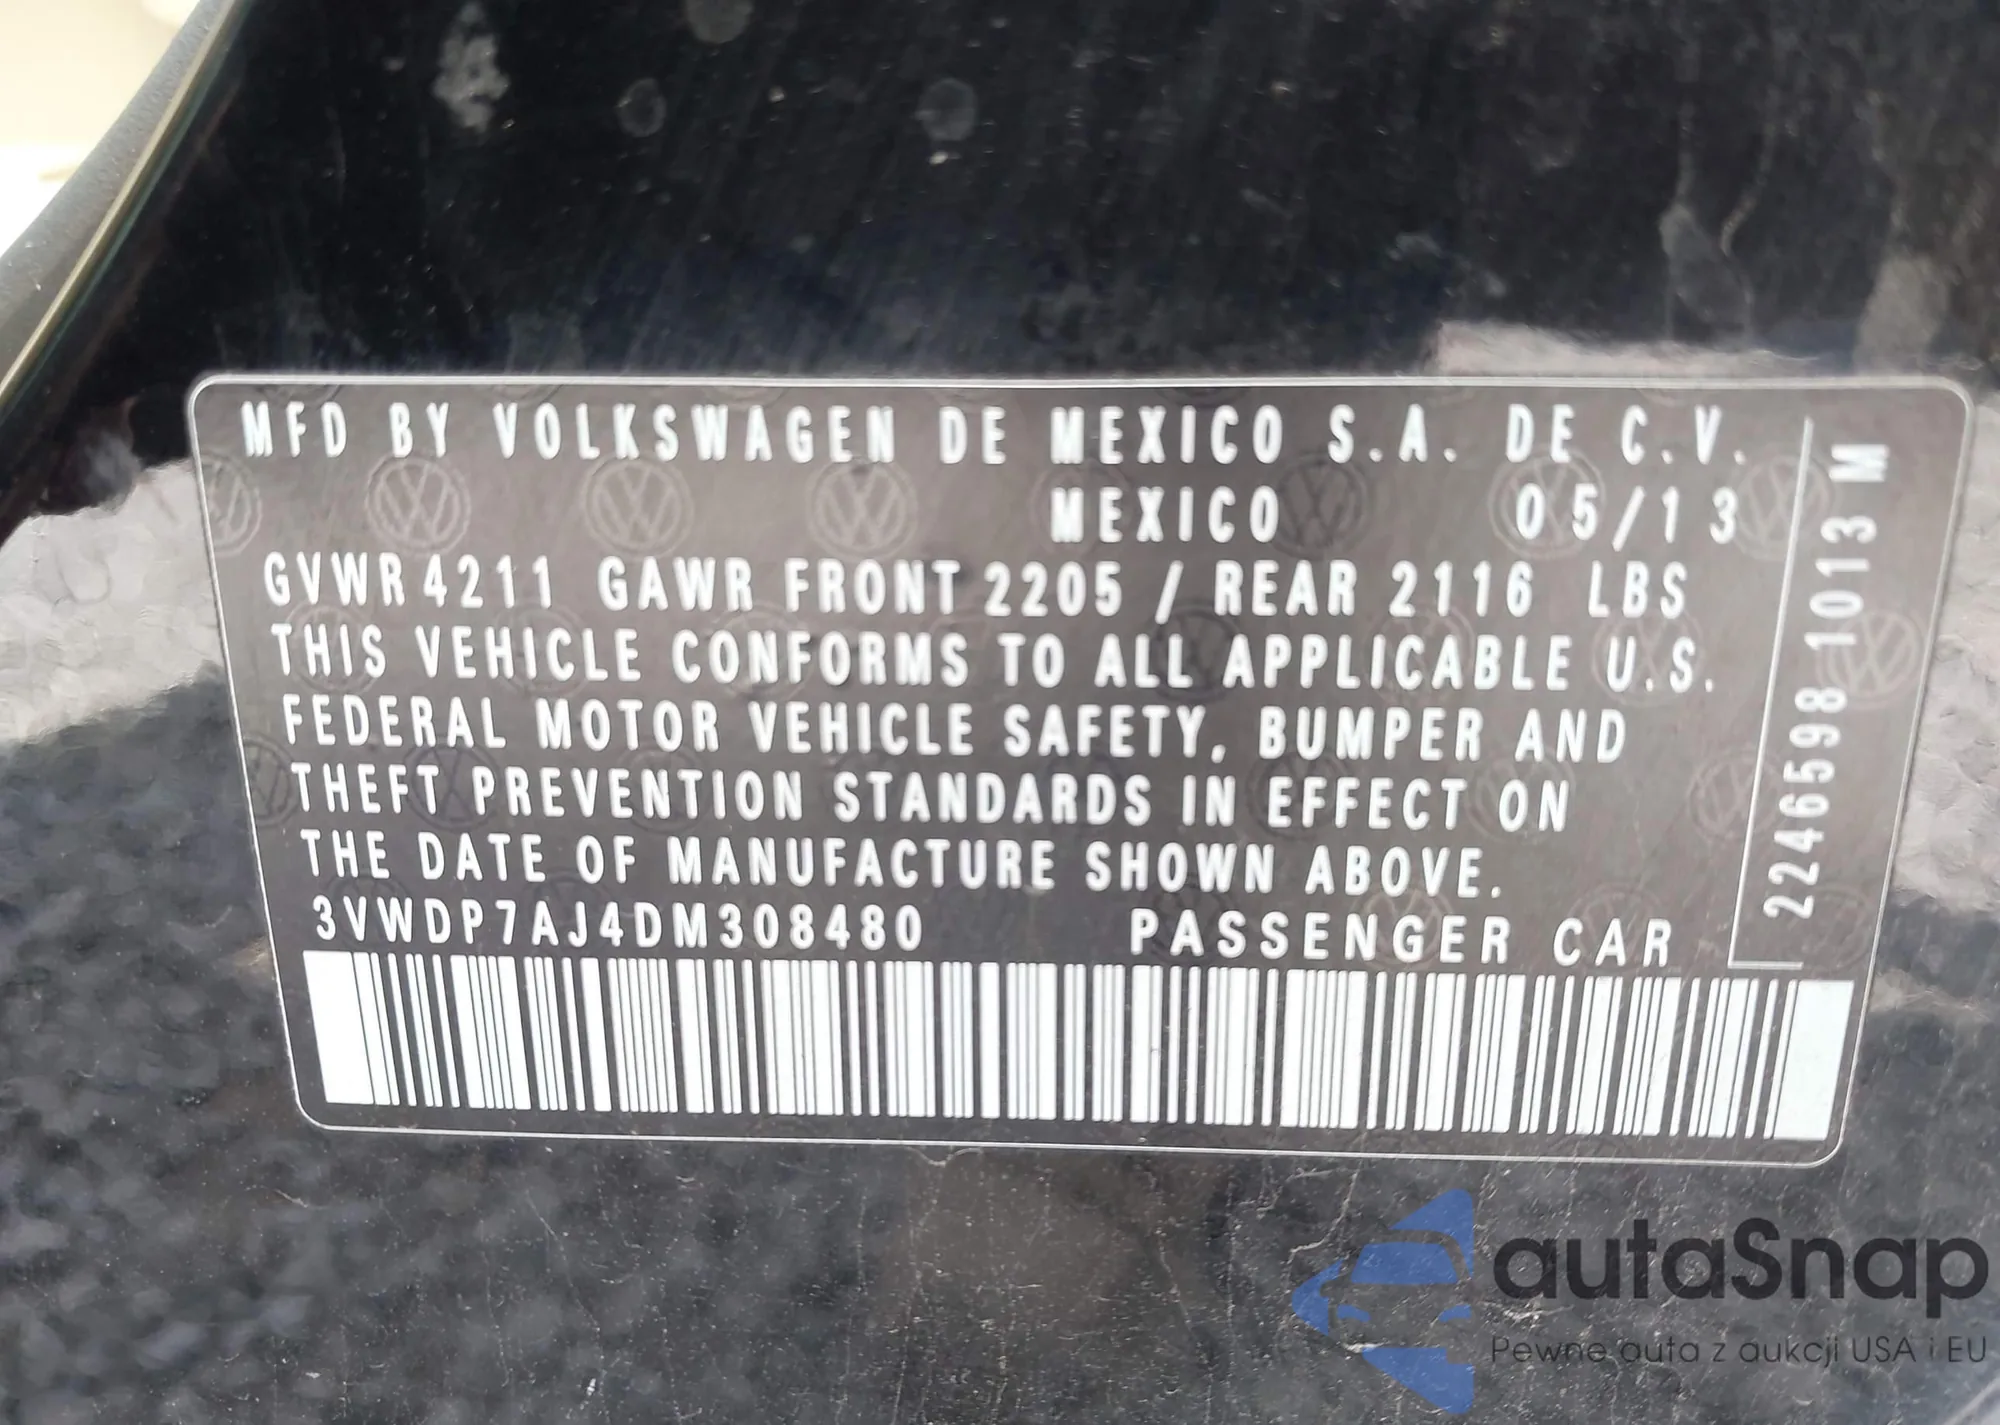 MFD BY VOLKSWAGEN DE MEXICO S.A. DE C.V.
MEXICO 05/13
GVWR 4211 GAWR FRONT 2205 / REAR 2116 LBS
THIS VEHICLE CONFORMS TO ALL APPLICABLE U.S.
FEDERAL MOTOR VEHICLE SAFETY, BUMPER AND
THEFT PREVENTION STANDARDS IN EFFECT ON
THE DATE OF MANUFACTURE SHOWN ABOVE.
3VWDP7AJ4DM308480 PASSENGER CAR
22465598 1013 M
autaSnap
Pewne auta z aukcji USA i EU